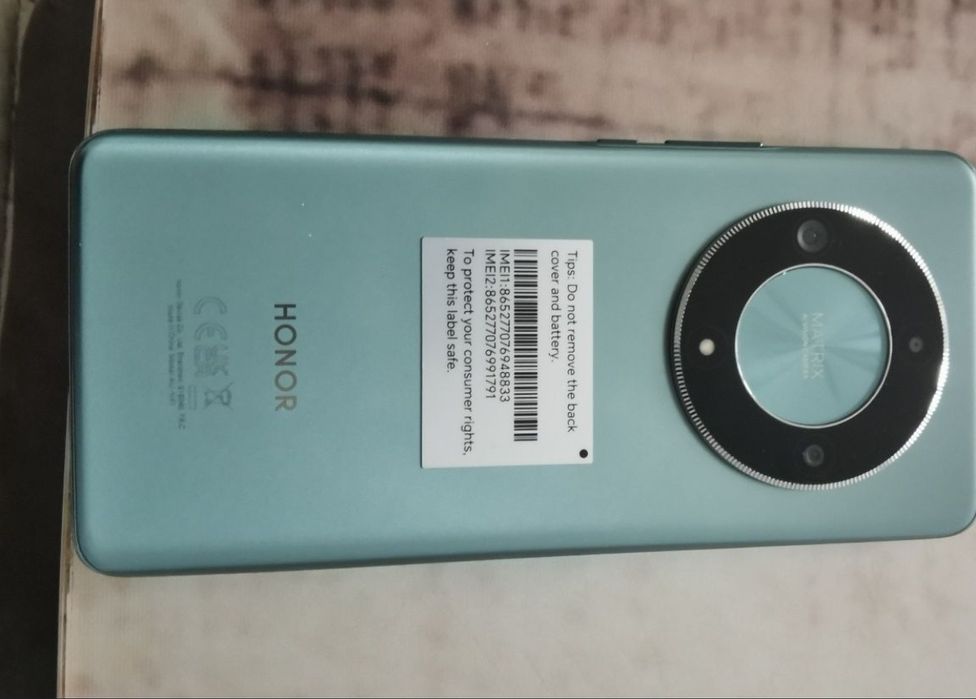 MATRIX
Tips: Do not remove the back
cover and battery.
IMEI1:865277076948833
IMEI2:865277076991791
To protect your consumer rights,
keep this label safe.
HONOR
CE